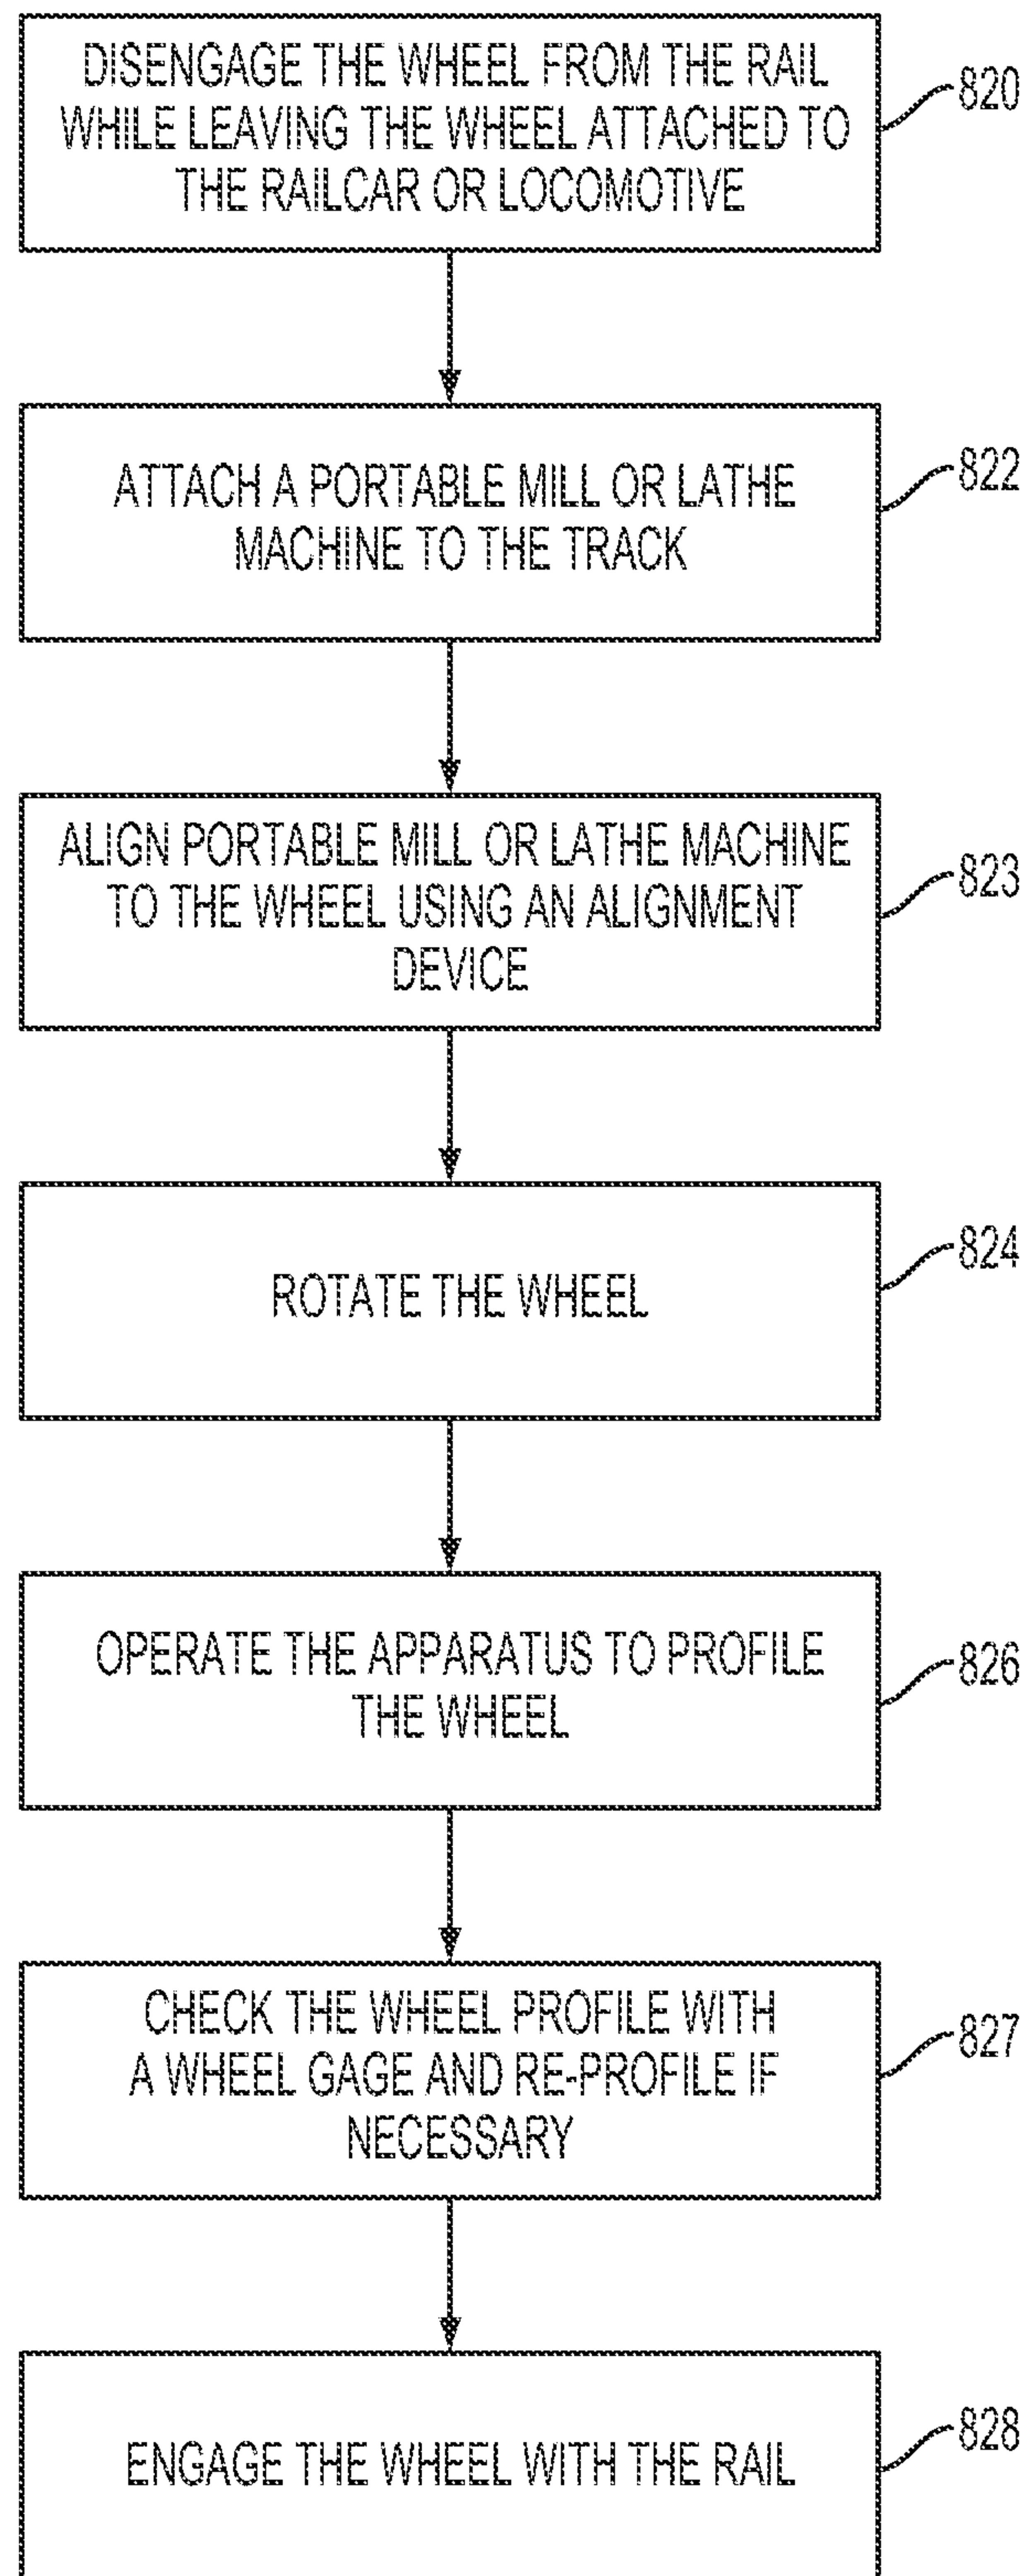 DISENGAGE THE WHEEL FROM THE RAIL
WHILE LEAVING THE WHEEL ATTACHED TO
THE RAILCAR OR LOCOMOTIVE
820
ATTACH A PORTABLE MILL OR LATHE
MACHINE TO THE TRACK
822
ALIGN PORTABLE MILL OR LATHE MACHINE
TO THE WHEEL USING AN ALIGNMENT
DEVICE
823
ROTATE THE WHEEL
824
OPERATE THE APPARATUS TO PROFILE
THE WHEEL
826
CHECK THE WHEEL PROFILE WITH
A WHEEL GAGE AND RE-PROFILE IF
NECESSARY
827
ENGAGE THE WHEEL WITH THE RAIL
828